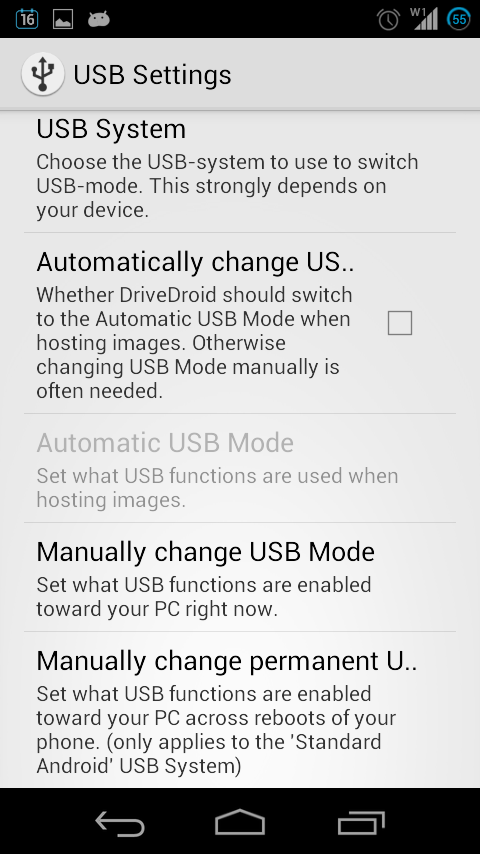 16
W1
55
USB Settings
USB System
Choose the USB-system to use to switch
USB-mode. This strongly depends on
your device.
Automatically change US..
Whether DriveDroid should switch
to the Automatic USB Mode when
hosting images. Otherwise
changing USB Mode manually is
often needed.
Automatic USB Mode
Set what USB functions are used when
hosting images.
Manually change USB Mode
Set what USB functions are enabled
toward your PC right now.
Manually change permanent U..
Set what USB functions are enabled
toward your PC across reboots of your
phone. (only applies to the 'Standard
Android' USB System)